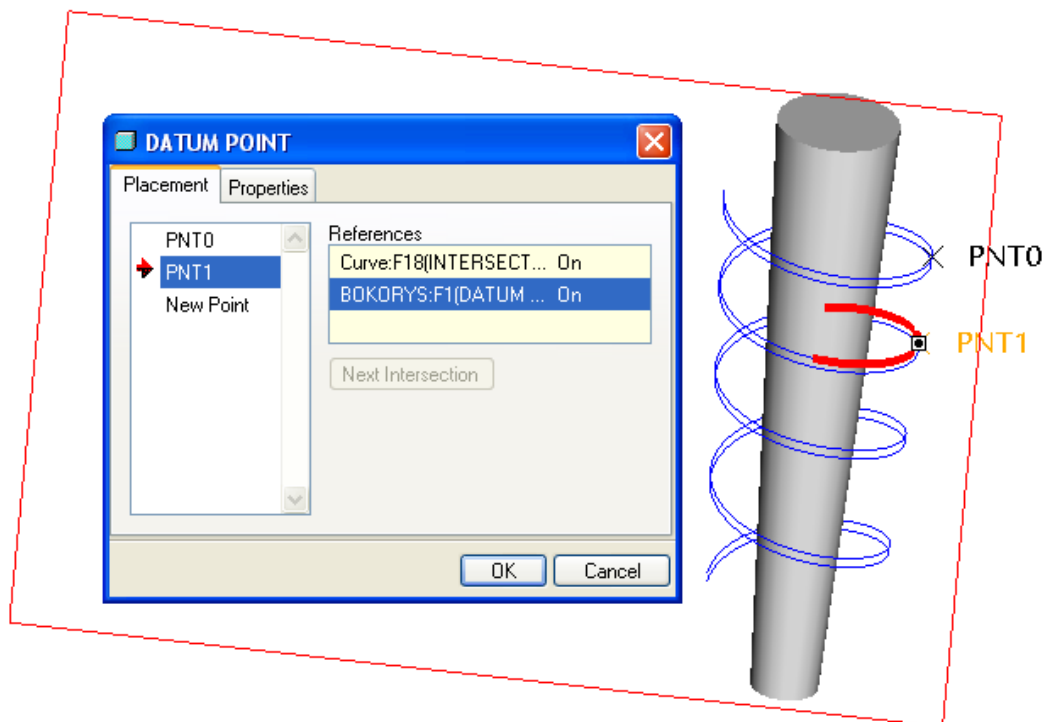 DATUM POINT
Placement
Properties
PNT0
PNT1
New Point
References
Curve:F18(INTERSECT... On
BOKORYS:F1(DATUM ... On
Next Intersection
OK
Cancel
PNT0
PNT1